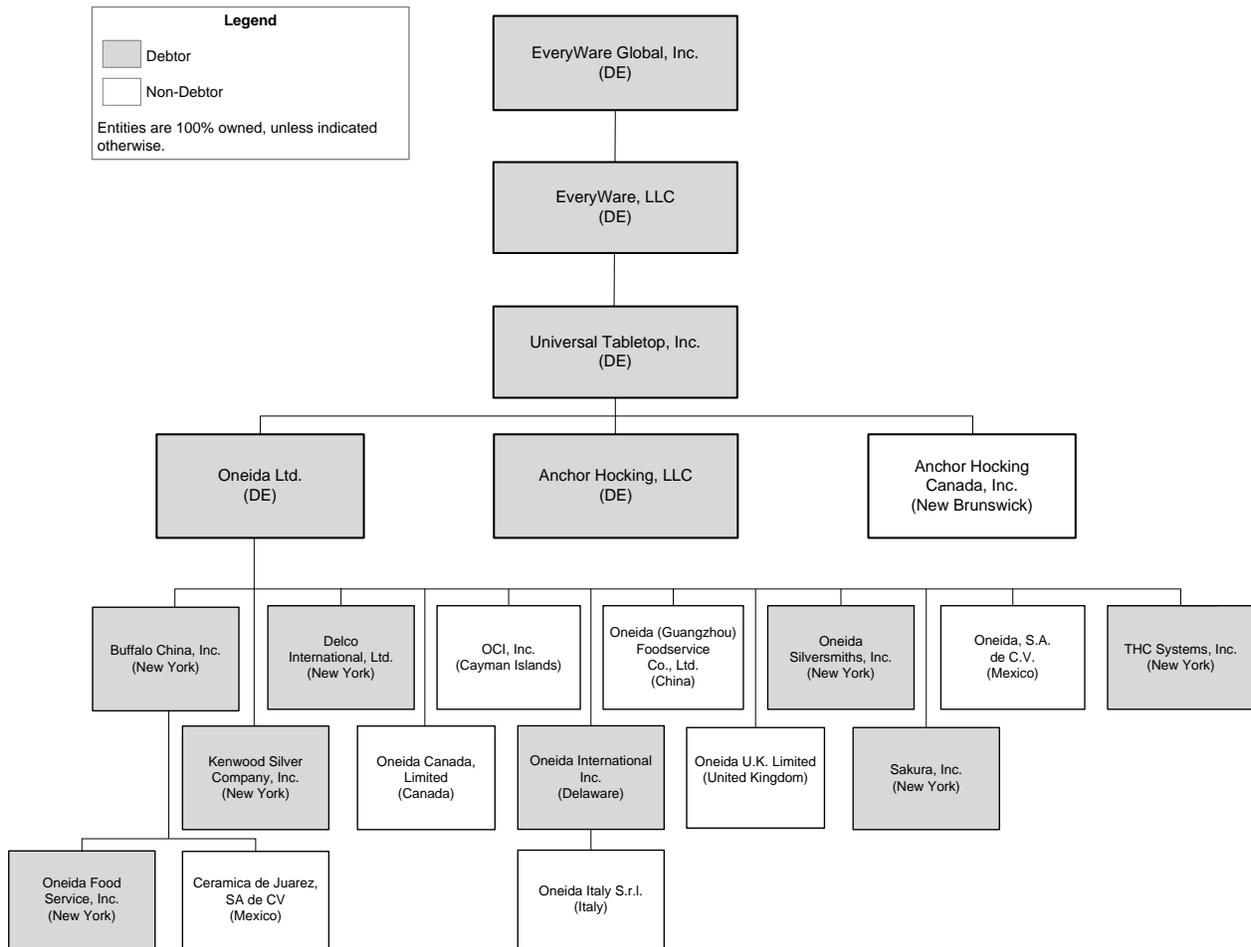 Legend
Debtor
Non-Debtor
Entities are 100% owned, unless indicated
otherwise.
EveryWare Global, Inc.
(DE)
EveryWare, LLC
(DE)
Universal Tabletop, Inc.
(DE)
Oneida Ltd.
(DE)
Anchor Hocking, LLC
(DE)
Anchor Hocking
Canada, Inc.
(New Brunswick)
Buffalo China, Inc.
(New York)
Delco
International, Ltd.
(New York)
OCI, Inc.
(Cayman Islands)
Oneida (Guangzhou)
Foodservice
Co., Ltd.
(China)
Oneida
Silversmiths, Inc.
(New York)
Oneida, S.A.
de C.V.
(Mexico)
THC Systems, Inc.
(New York)
Kenwood Silver
Company, Inc.
(New York)
Oneida Canada,
Limited
(Canada)
Oneida International
Inc.
(Delaware)
Oneida U.K. Limited
(United Kingdom)
Sakura, Inc.
(New York)
Oneida Food
Service, Inc.
(New York)
Ceramica de Juarez,
SA de CV
(Mexico)
Oneida Italy S.r.l.
(Italy)